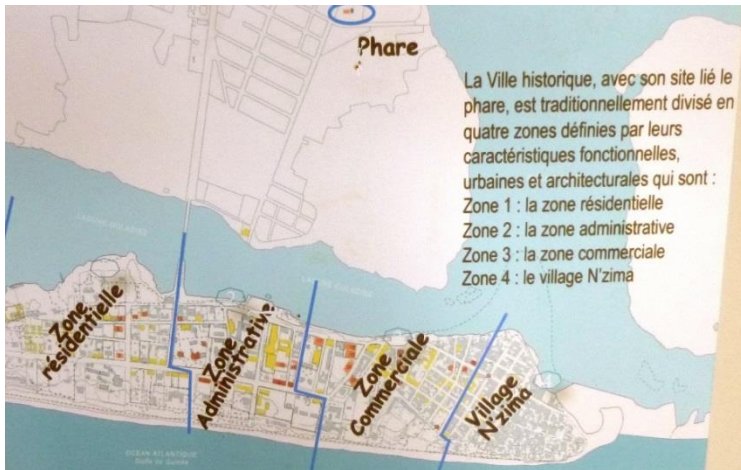 Phare
La Ville historique, avec son site lié le
phare, est traditionnellement divisé en
quatre zones définies par leurs
caractéristiques fonctionnelles,
urbaines et architecturales qui sont :
Zone 1 : la zone résidentielle
Zone 2 : la zone administrative
Zone 3 : la zone commerciale
Zone 4 : le village N'zima
Zone
résidentielle
Zone
Administrative
Zone
Commerciale
Village
N'zima
OCEAN ATLANTIQUE
Golfe de Guinée